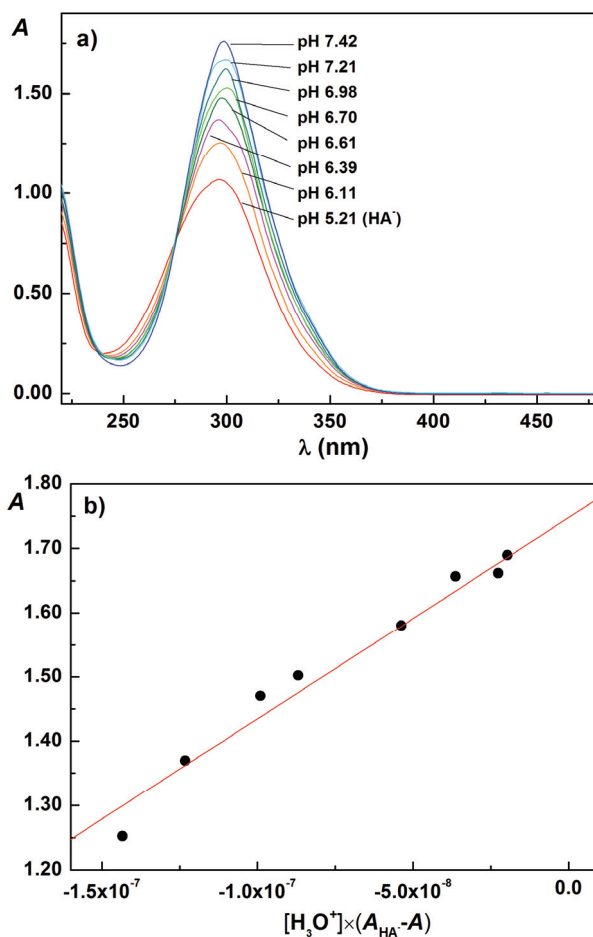 A
a)
pH 7.42
pH 7.21
pH 6.98
pH 6.70
pH 6.61
pH 6.39
pH 6.11
pH 5.21 (HA⁻)
1.50
1.00
0.50
0.00
250 300 350 400 450
λ (nm)
A
b)
1.80
1.70
1.60
1.50
1.40
1.30
1.20
-1.5x10⁻⁷ -1.0x10⁻⁷ -5.0x10⁻⁸ 0.0
[H₃O⁺]×(A_HA⁻-A)